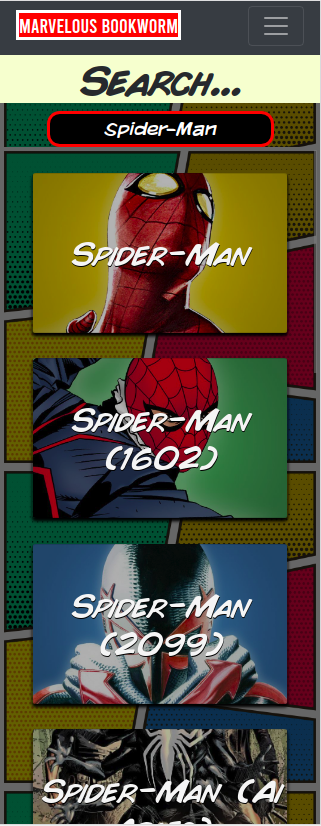 MARVELOUS BOOKWORM
Search...
Spider-Man
Spider-Man
Spider-Man
(1602)
Spider-Man
(2099)
Spider-Man (Ai